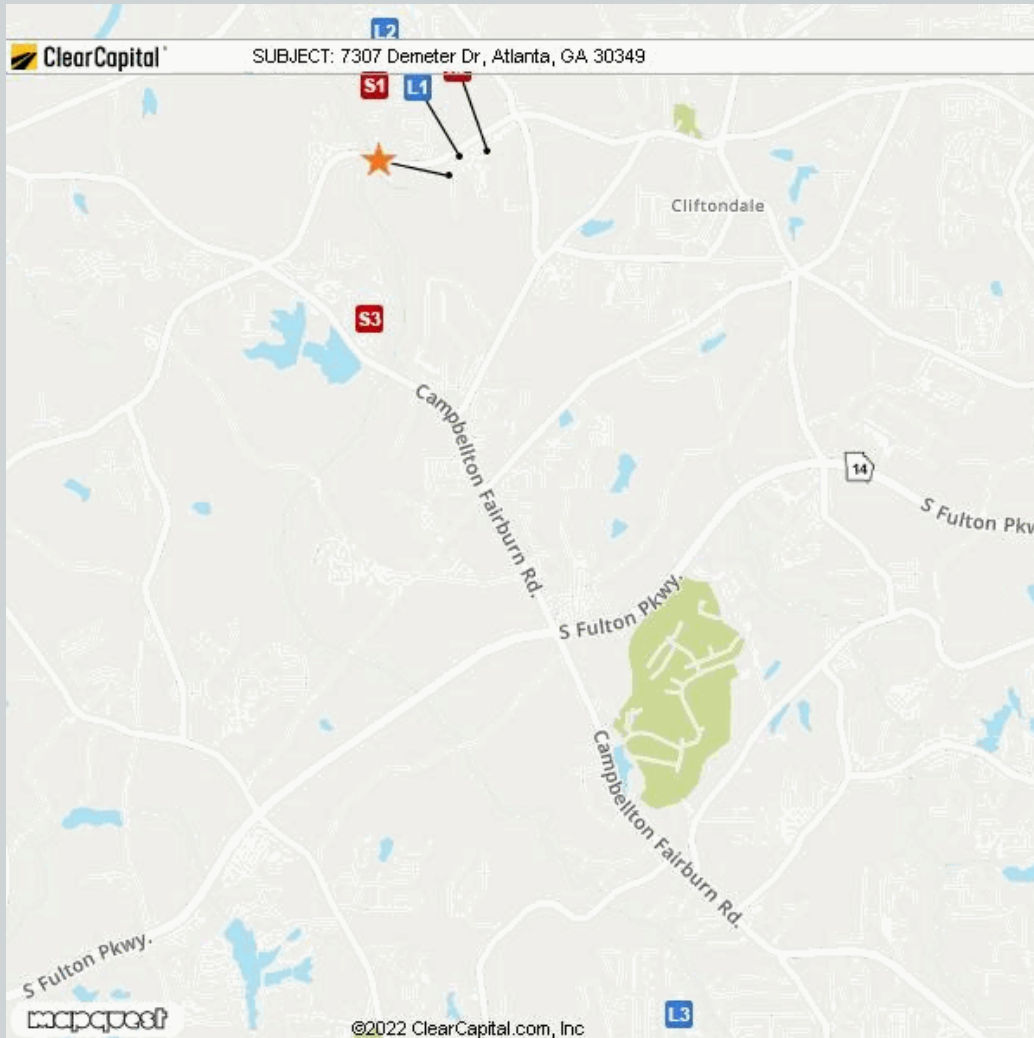 L2
ClearCapital SUBJECT: 7307 Demeter Dr, Atlanta, GA 30349
S1 L1
Cliftondale
S3
Campbellton Fairburn Rd.
14
S Fulton Pkw
S Fulton Pkwy.
Campbellton Fairburn Rd.
S Fulton Pkwy.
mapquest
©2022 ClearCapital.com, Inc
L3